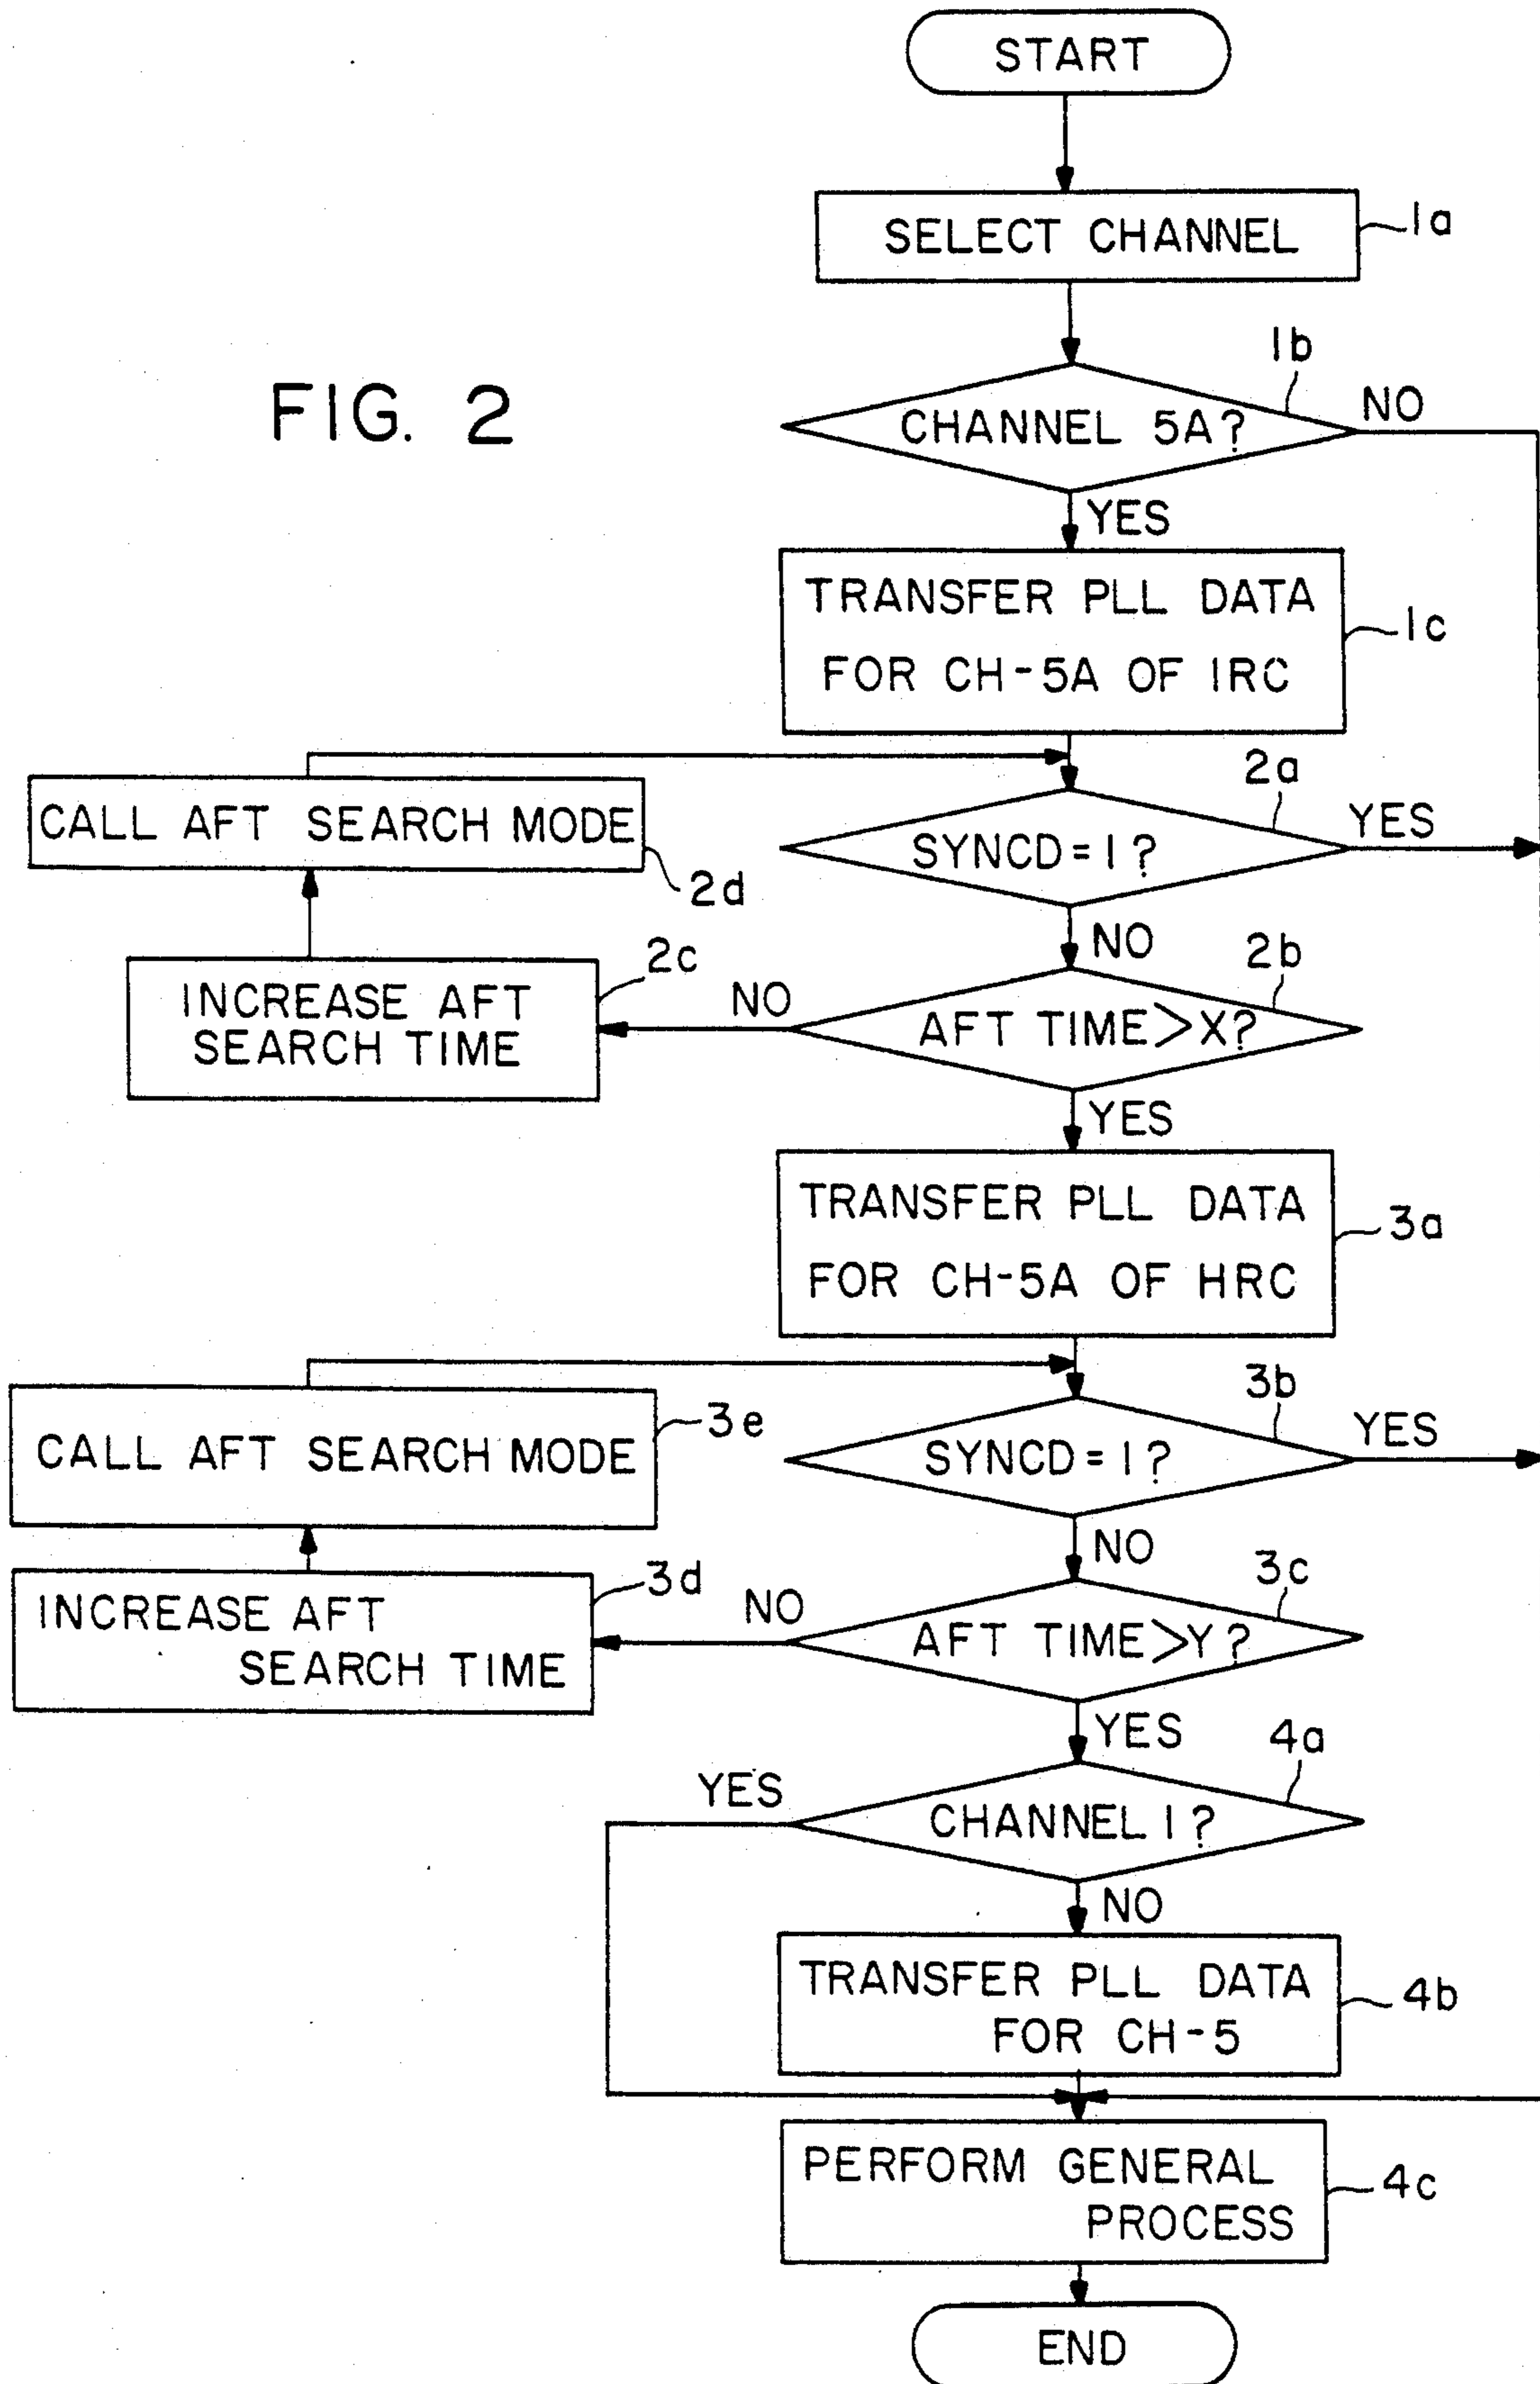 START
SELECT CHANNEL
1a
FIG. 2
1b
CHANNEL 5A?
NO
YES
TRANSFER PLL DATA
FOR CH-5A OF IRC
1c
CALL AFT SEARCH MODE
2d
2a
SYNCD=1?
YES
NO
2b
AFT TIME>X?
NO
2c
INCREASE AFT
SEARCH TIME
YES
TRANSFER PLL DATA
FOR CH-5A OF HRC
3a
CALL AFT SEARCH MODE
3e
3b
SYNCD=1?
YES
NO
3c
AFT TIME>Y?
NO
3d
INCREASE AFT
SEARCH TIME
YES
4a
CHANNEL 1?
YES
NO
TRANSFER PLL DATA
FOR CH-5
4b
PERFORM GENERAL
PROCESS
4c
END